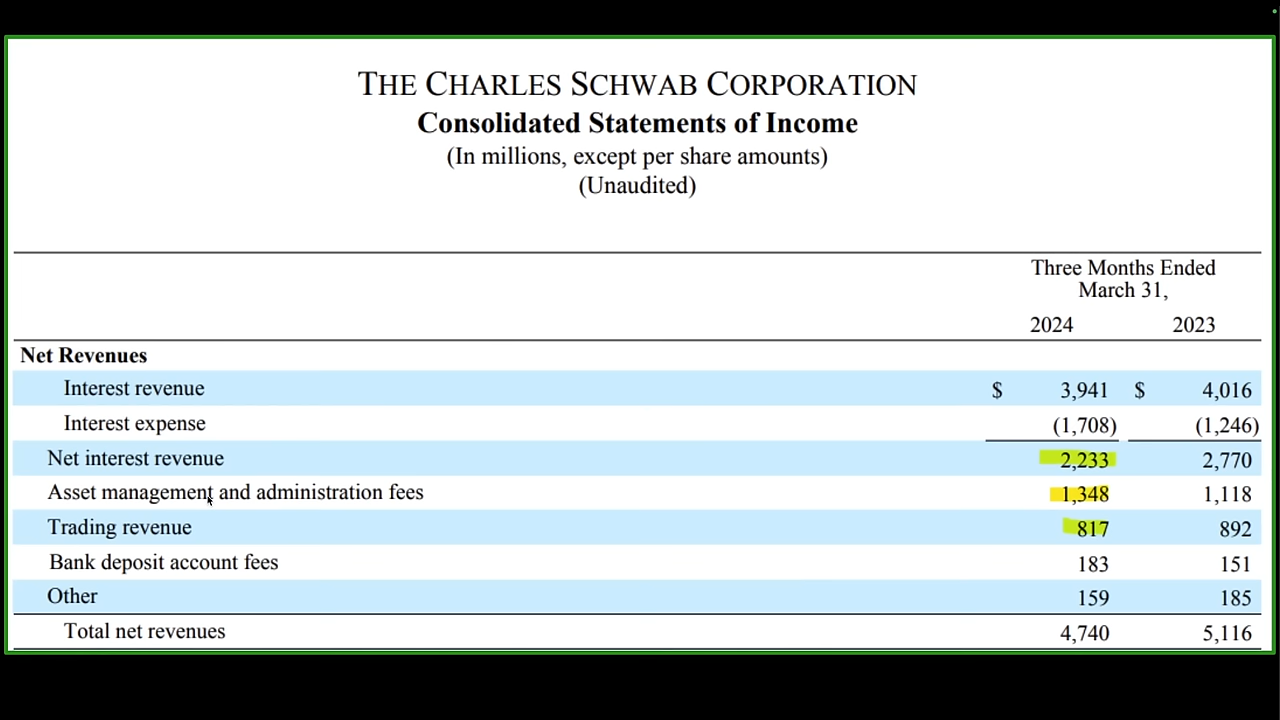 THE CHARLES SCHWAB CORPORATION
Consolidated Statements of Income
(In millions, except per share amounts)
(Unaudited)
Three Months Ended
March 31,
2024 2023
Net Revenues
Interest revenue $ 3,941 $ 4,016
Interest expense (1,708) (1,246)
Net interest revenue 2,233 2,770
Asset management and administration fees 1,348 1,118
Trading revenue 817 892
Bank deposit account fees 183 151
Other 159 185
Total net revenues 4,740 5,116